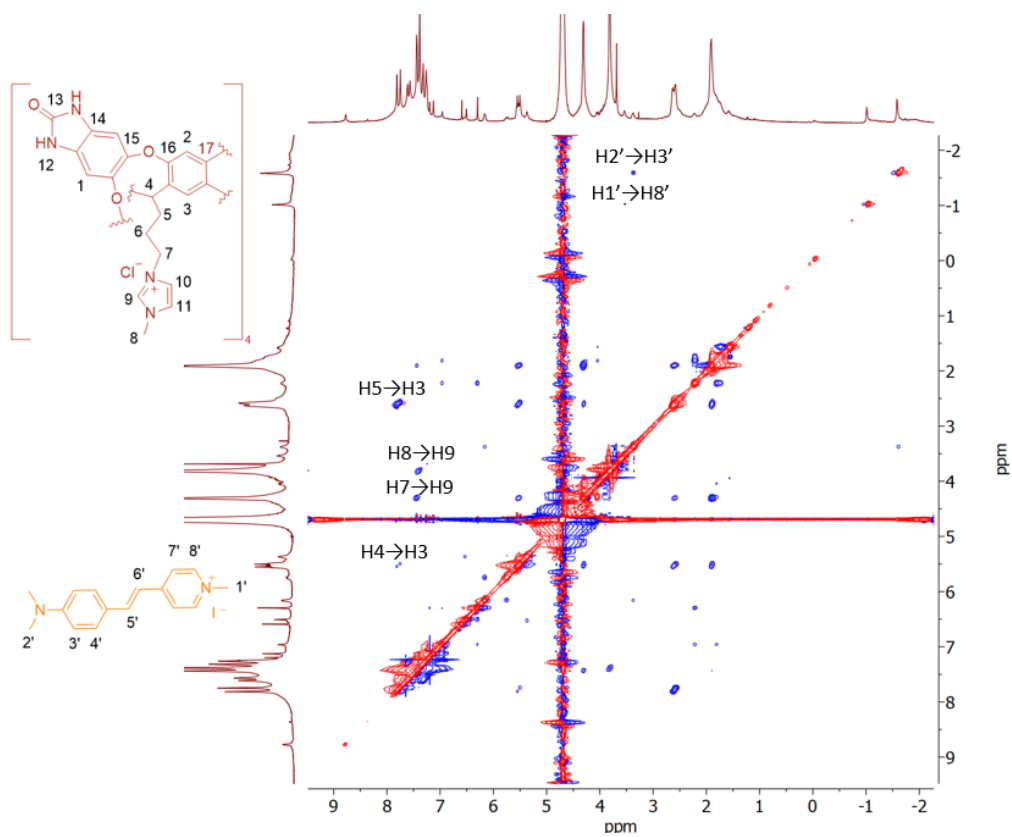 H2’→H3’
H1’→H8’
H5→H3
H8→H9
H7→H9
H4→H3
O
13
H
N
14
N
H
12
15
O
16
2
17
1
O
4
3
5
6
7
Cl⁻
N
+
10
9
11
N
8
4
7' 8'
6'
N
+
1'
I⁻
N
5'
2'
3' 4'
-2
-1
0
1
2
3
4
5
6
7
8
9
ppm
9 8 7 6 5 4 3 2 1 0 -1 -2
ppm